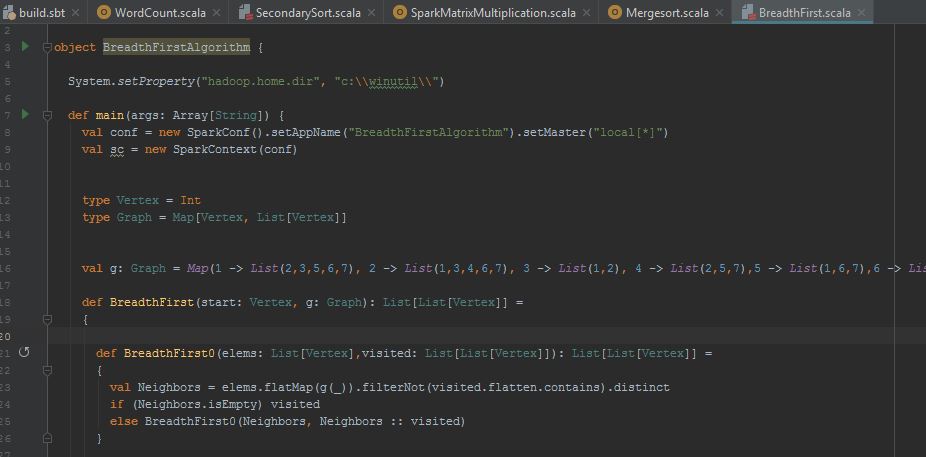 build.sbt WordCount.scala SecondarySort.scala SparkMatrixMultiplication.scala Mergesort.scala BreadthFirst.scala
2
3 object BreadthFirstAlgorithm {
4
5 System.setProperty("hadoop.home.dir", "c:\\winutil\\")
6
7 def main(args: Array[String]) {
8 val conf = new SparkConf().setAppName("BreadthFirstAlgorithm").setMaster("local[*]")
9 val sc = new SparkContext(conf)
10
11
12 type Vertex = Int
13 type Graph = Map[Vertex, List[Vertex]]
14
15
16 val g: Graph = Map(1 -> List(2,3,5,6,7), 2 -> List(1,3,4,6,7), 3 -> List(1,2), 4 -> List(2,5,7),5 -> List(1,6,7),6 -> Lis
17
18 def BreadthFirst(start: Vertex, g: Graph): List[List[Vertex]] =
19 {
20
21 def BreadthFirst0(elems: List[Vertex],visited: List[List[Vertex]]): List[List[Vertex]] =
22 {
23 val Neighbors = elems.flatMap(g(_)).filterNot(visited.flatten.contains).distinct
24 if (Neighbors.isEmpty) visited
25 else BreadthFirst0(Neighbors, Neighbors :: visited)
26 }
27